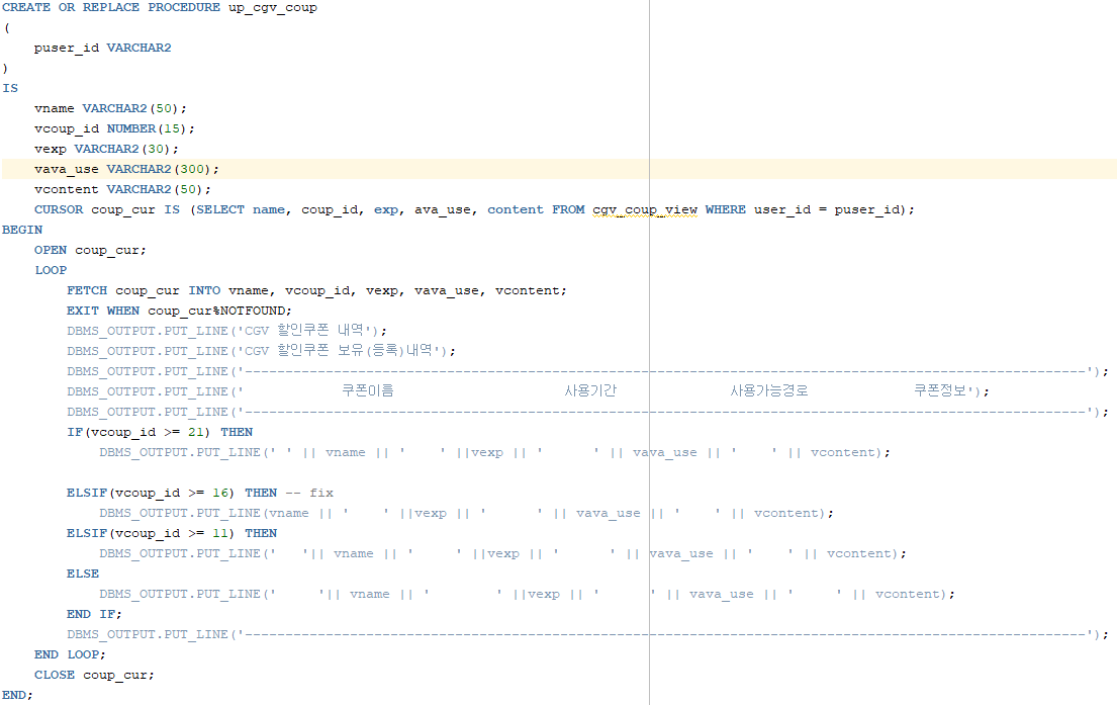 CREATE OR REPLACE PROCEDURE up_cgv_coup
(
    puser_id VARCHAR2
)
IS
    vname VARCHAR2(50);
    vcoup_id NUMBER(15);
    vexp VARCHAR2(30);
    vava_use VARCHAR2(300);
    vcontent VARCHAR2(50);
    CURSOR coup_cur IS (SELECT name, coup_id, exp, ava_use, content FROM cgv_coup_view WHERE user_id = puser_id);
BEGIN
    OPEN coup_cur;
    LOOP
        FETCH coup_cur INTO vname, vcoup_id, vexp, vava_use, vcontent;
        EXIT WHEN coup_cur%NOTFOUND;
        DBMS_OUTPUT.PUT_LINE('CGV 할인쿠폰 내역');
        DBMS_OUTPUT.PUT_LINE('CGV 할인쿠폰 보유(등록)내역');
        DBMS_OUTPUT.PUT_LINE('--------------------------------------------------------------------------------------------------------');
        DBMS_OUTPUT.PUT_LINE('            쿠폰이름                     사용기간              사용가능경로             쿠폰정보');
        DBMS_OUTPUT.PUT_LINE('--------------------------------------------------------------------------------------------------------');
        IF(vcoup_id >= 21) THEN
            DBMS_OUTPUT.PUT_LINE(' ' || vname || '    ' ||vexp || '      ' || vava_use || '    ' || vcontent);
        ELSIF(vcoup_id >= 16) THEN -- fix
            DBMS_OUTPUT.PUT_LINE(vname || '    ' ||vexp || '      ' || vava_use || '    ' || vcontent);
        ELSIF(vcoup_id >= 11) THEN
            DBMS_OUTPUT.PUT_LINE('   '|| vname || '     ' ||vexp || '      ' || vava_use || '    ' || vcontent);
        ELSE
            DBMS_OUTPUT.PUT_LINE('     '|| vname || '        ' ||vexp || '      ' || vava_use || '     ' || vcontent);
        END IF;
        DBMS_OUTPUT.PUT_LINE('--------------------------------------------------------------------------------------------------------');
    END LOOP;
    CLOSE coup_cur;
END;